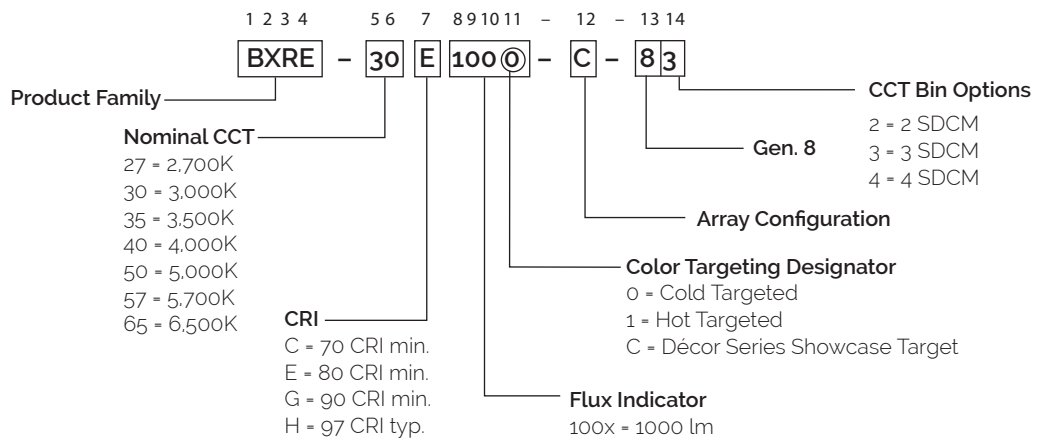 1 2 3 4 5 6 7 8 9 10 11 – 12 – 13 14
BXRE – 30 E 100 0 – C – 8 3
Product Family
Nominal CCT
27 = 2,700K
30 = 3,000K
35 = 3,500K
40 = 4,000K
50 = 5,000K
57 = 5,700K
65 = 6,500K
CRI
C = 70 CRI min.
E = 80 CRI min.
G = 90 CRI min.
H = 97 CRI typ.
CCT Bin Options
2 = 2 SDCM
3 = 3 SDCM
4 = 4 SDCM
Gen. 8
Array Configuration
Color Targeting Designator
0 = Cold Targeted
1 = Hot Targeted
C = Décor Series Showcase Target
Flux Indicator
100x = 1000 lm